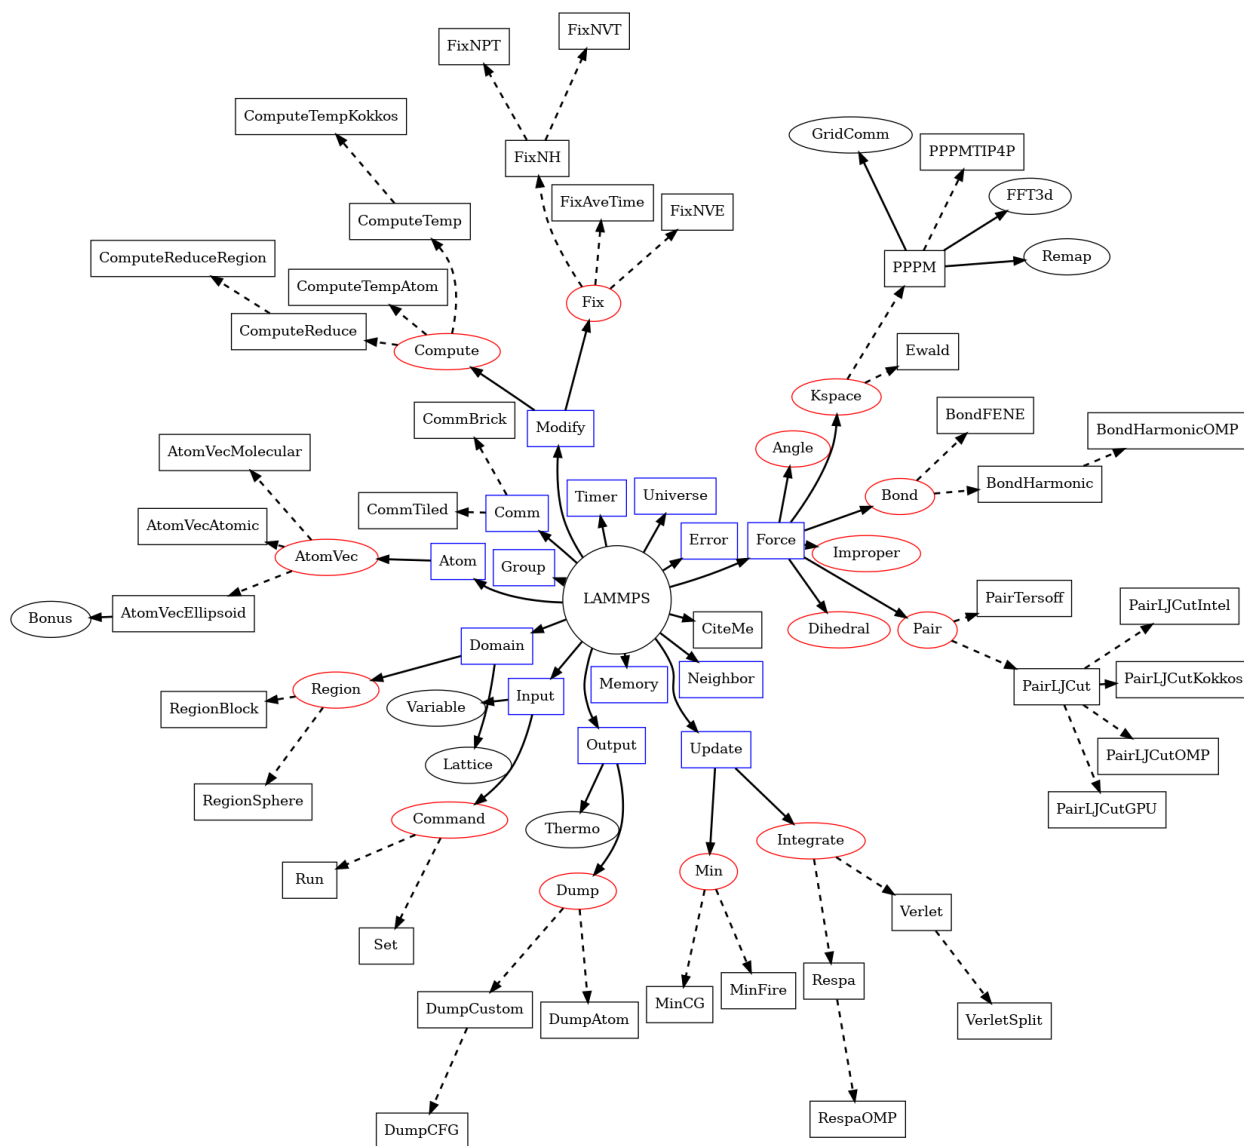 FixNVT
FixNPT
ComputeTempKokkos
GridComm
PPPMTIP4P
FixNH
FFT3d
FixAveTime
FixNVE
ComputeTemp
ComputeReduceRegion
Remap
PPPM
ComputeTempAtom
Fix
ComputeReduce
Compute
Ewald
Kspace
CommBrick
BondFENE
Modify
BondHarmonicOMP
Angle
AtomVecMolecular
BondHarmonic
Bond
Timer
Universe
CommTiled
Comm
AtomVecAtomic
Error
Force
Improper
AtomVec
Atom
Group
LAMMPS
PairTersoff
PairLJCutIntel
Bonus
AtomVecEllipsoid
CiteMe
Dihedral
Pair
Domain
Neighbor
PairLJCutKokkos
Memory
PairLJCut
Region
Input
RegionBlock
Variable
Output
Update
PairLJCutOMP
Lattice
RegionSphere
PairLJCutGPU
Command
Thermo
Integrate
Min
Run
Dump
Verlet
Set
Respa
MinFire
MinCG
DumpCustom
DumpAtom
VerletSplit
RespaOMP
DumpCFG